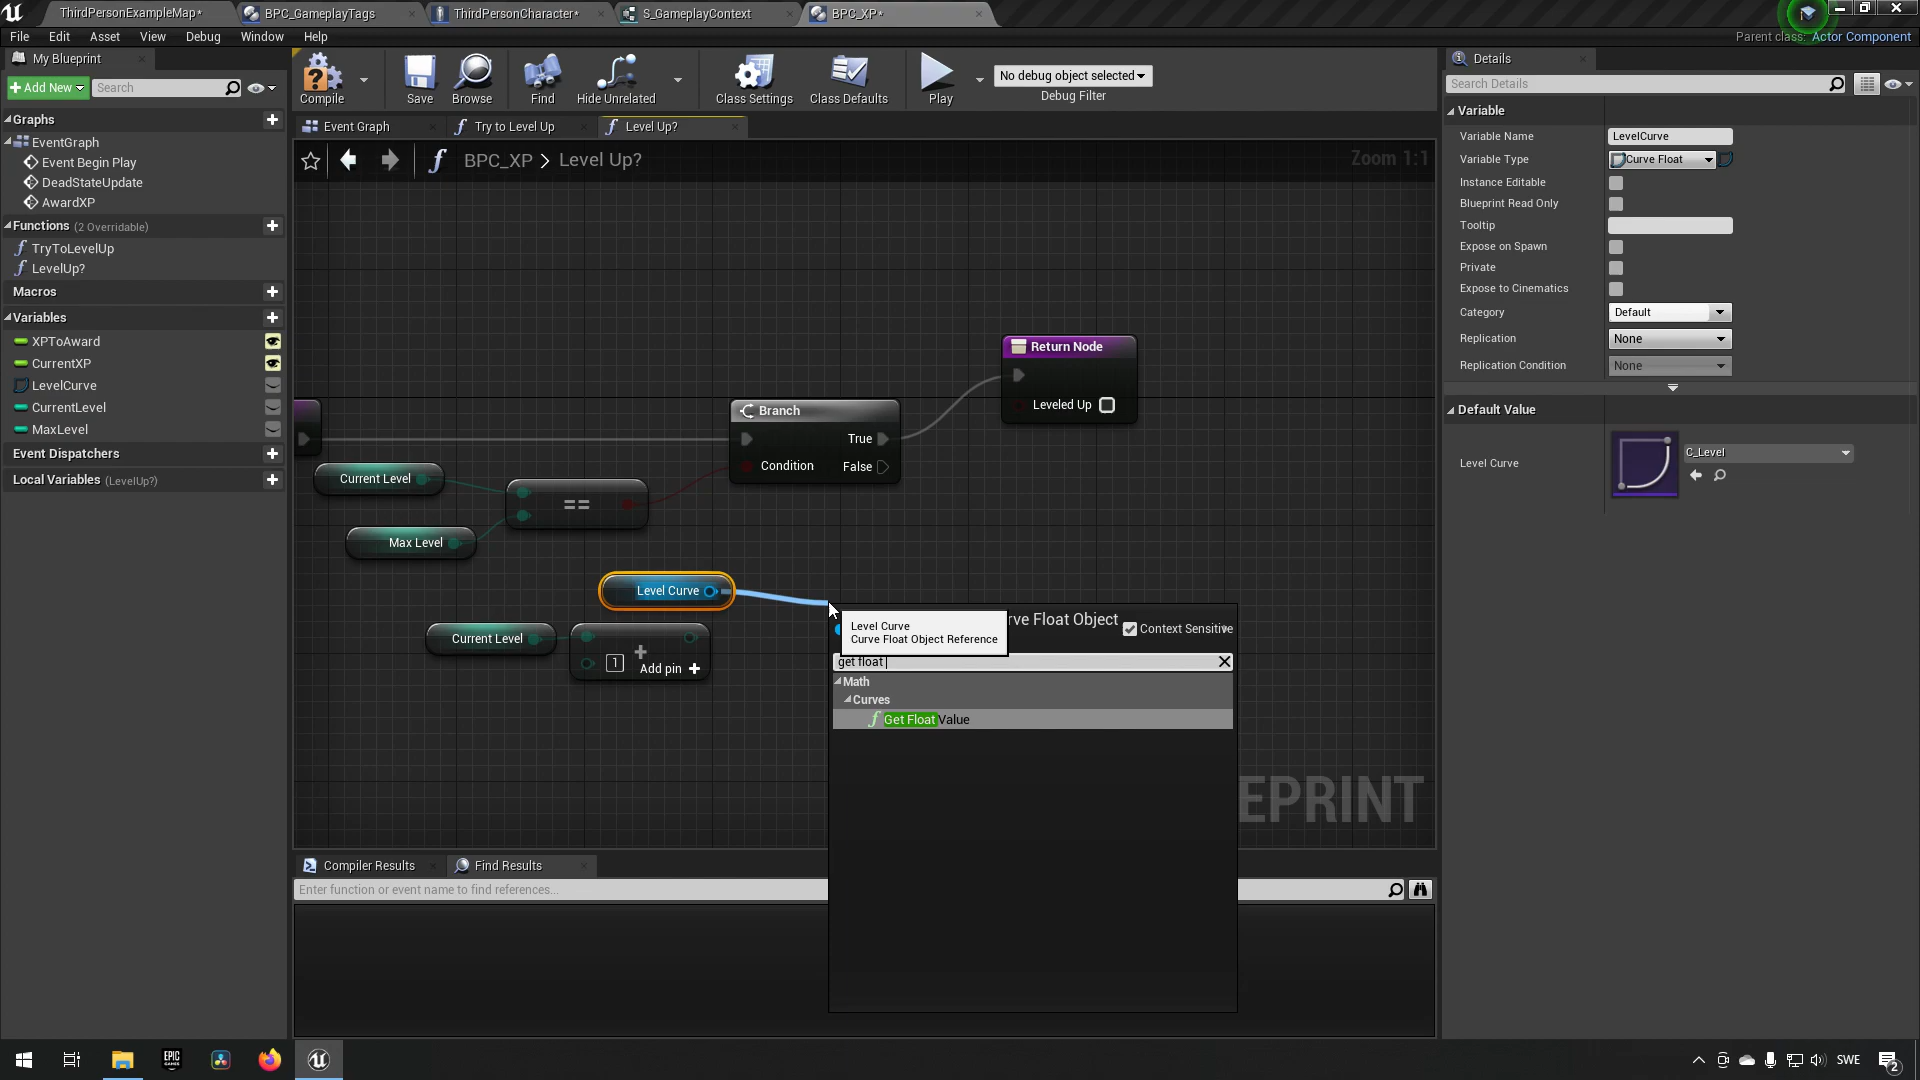 ThirdPersonExampleMap*
BPC_GameplayTags
ThirdPersonCharacter*
S_GameplayContext
BPC_XP*
File Edit Asset View Debug Window Help
Parent class: Actor Component
My Blueprint
Add New
Search
Compile
Save
Browse
Find
Hide Unrelated
Class Settings
Class Defaults
Play
No debug object selected
Debug Filter
Details
Search Details
Graphs
EventGraph
Event Begin Play
DeadStateUpdate
AwardXP
Functions (2 Overridable)
TryToLevelUp
LevelUp?
Macros
Variables
XPToAward
CurrentXP
LevelCurve
CurrentLevel
MaxLevel
Event Dispatchers
Local Variables (LevelUp?)
Event Graph
Try to Level Up
Level Up?
BPC_XP > Level Up?
Zoom 1:1
Return Node
Leveled Up
Branch
True
Condition
False
Current Level
==
Max Level
Level Curve
Current Level
1
Add pin
Level Curve
Curve Float Object Reference
rve Float Object
Context Sensitive
get float
Math
Curves
Get Float Value
EPRINT
Compiler Results
Find Results
Enter function or event name to find references...
Variable
Variable Name LevelCurve
Variable Type Curve Float
Instance Editable
Blueprint Read Only
Tooltip
Expose on Spawn
Private
Expose to Cinematics
Category Default
Replication None
Replication Condition None
Default Value
Level Curve
C_Level
EPIC
GAMES
SWE
2